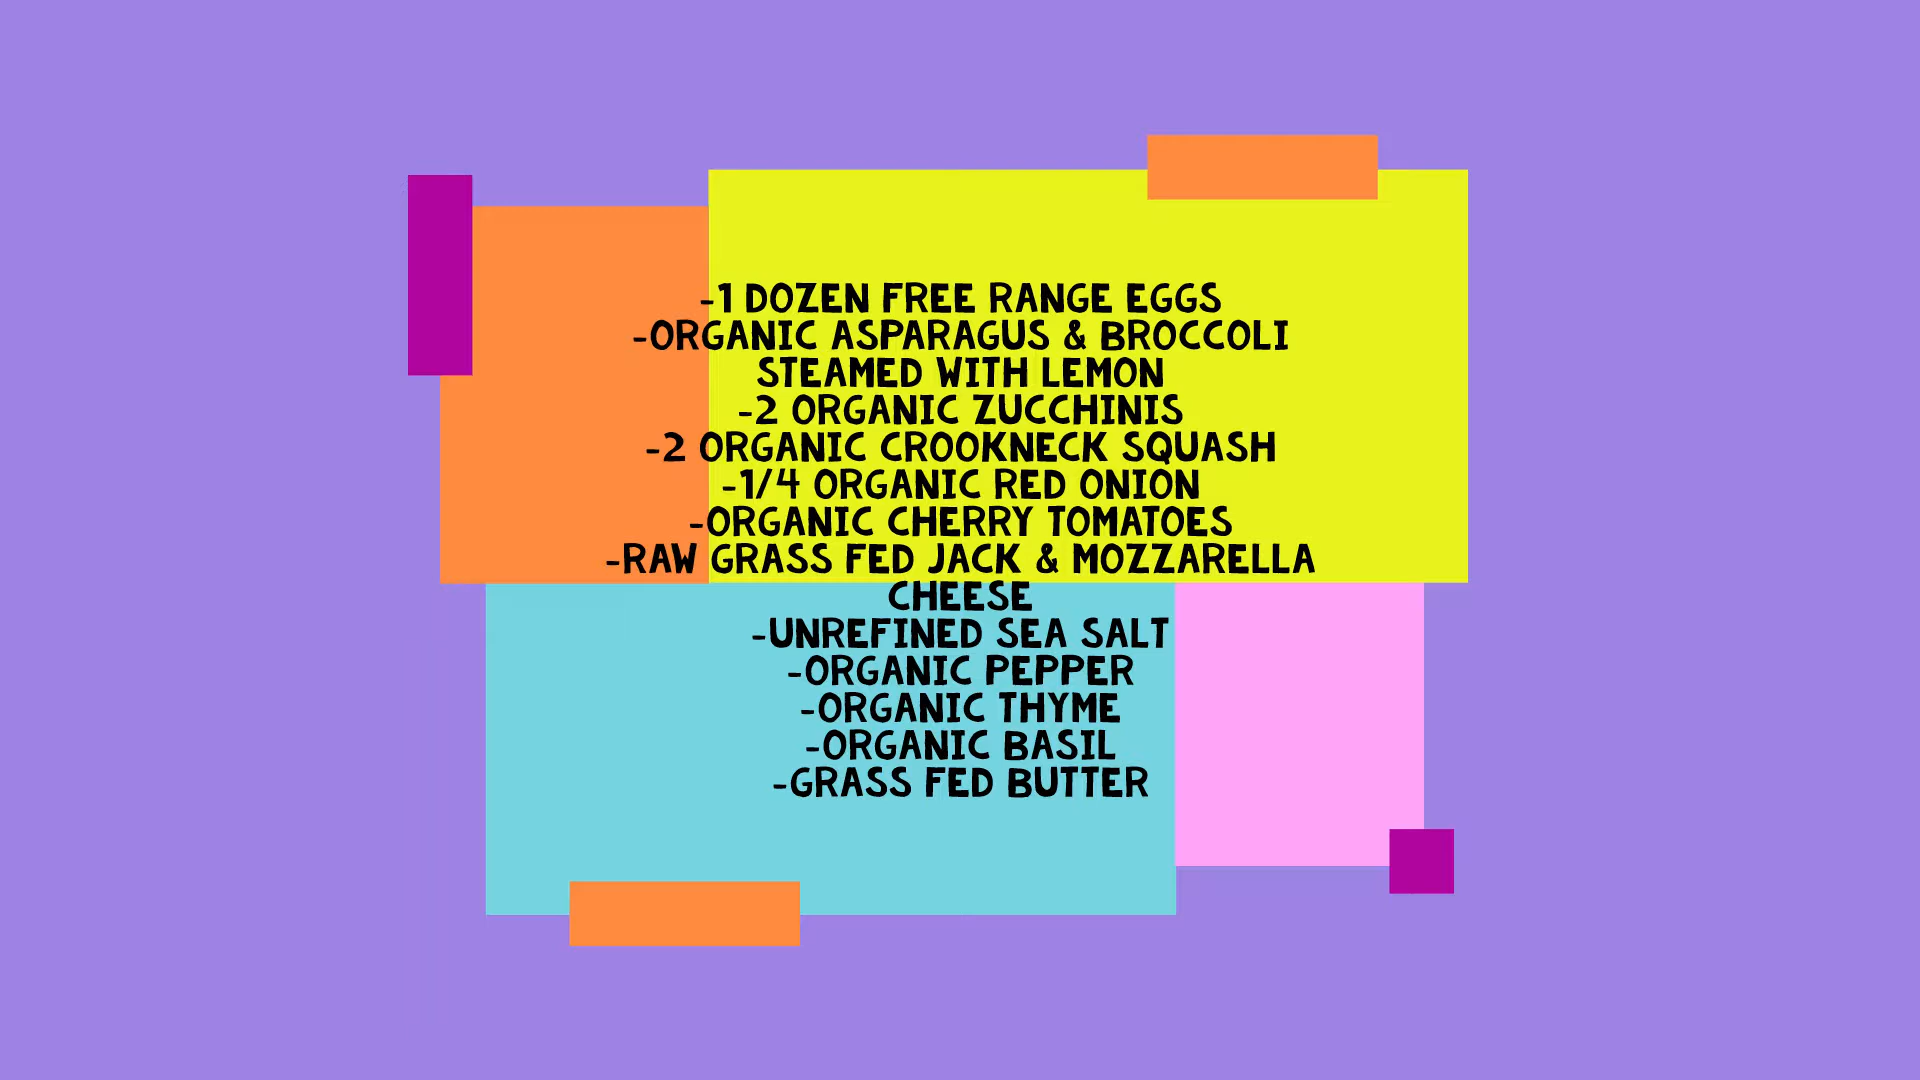 -1 DOZEN FREE RANGE EGGS
-ORGANIC ASPARAGUS & BROCCOLI
STEAMED WITH LEMON
-2 ORGANIC ZUCCHINIS
-2 ORGANIC CROOKNECK SQUASH
-1/4 ORGANIC RED ONION
-ORGANIC CHERRY TOMATOES
-RAW GRASS FED JACK & MOZZARELLA
CHEESE
-UNREFINED SEA SALT
-ORGANIC PEPPER
-ORGANIC THYME
-ORGANIC BASIL
-GRASS FED BUTTER